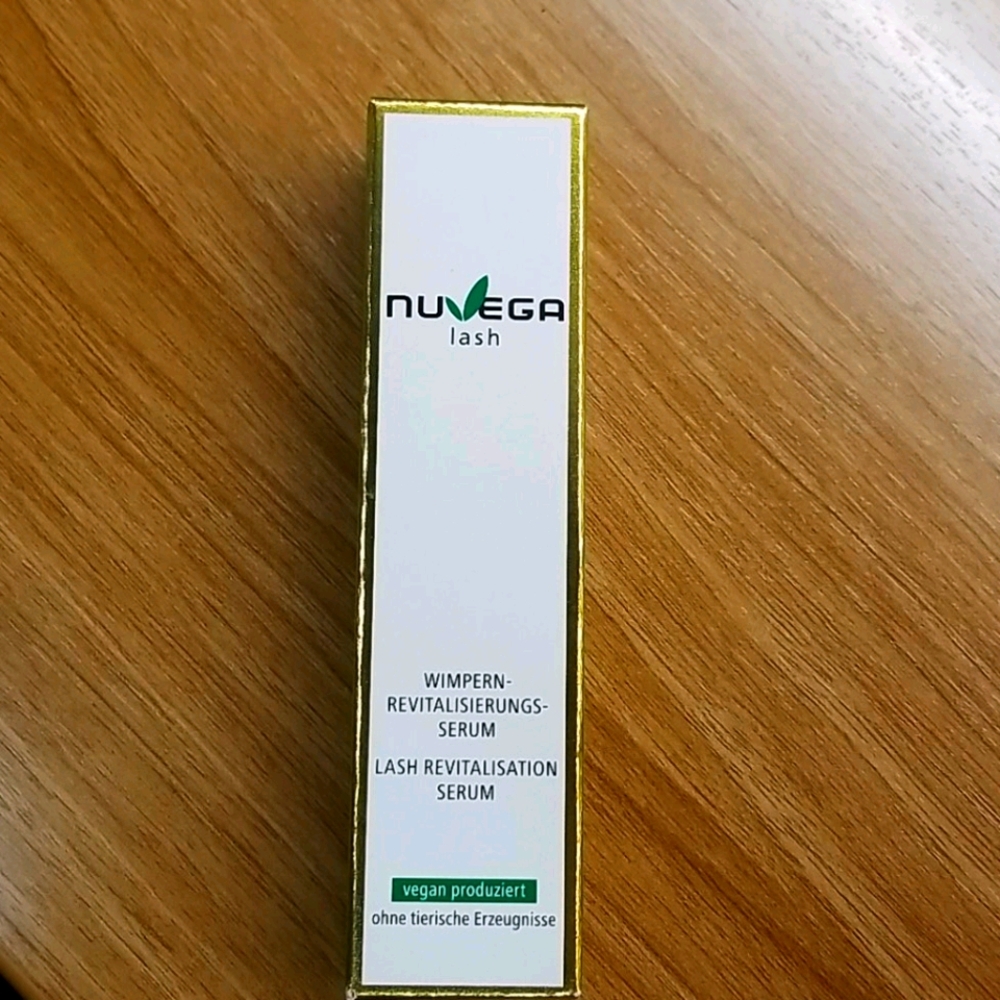 NUVEGA
lash
WIMPERN-
REVITALISIERUNGS-
SERUM
LASH REVITALISATION
SERUM
vegan produziert
ohne tierische Erzeugnisse